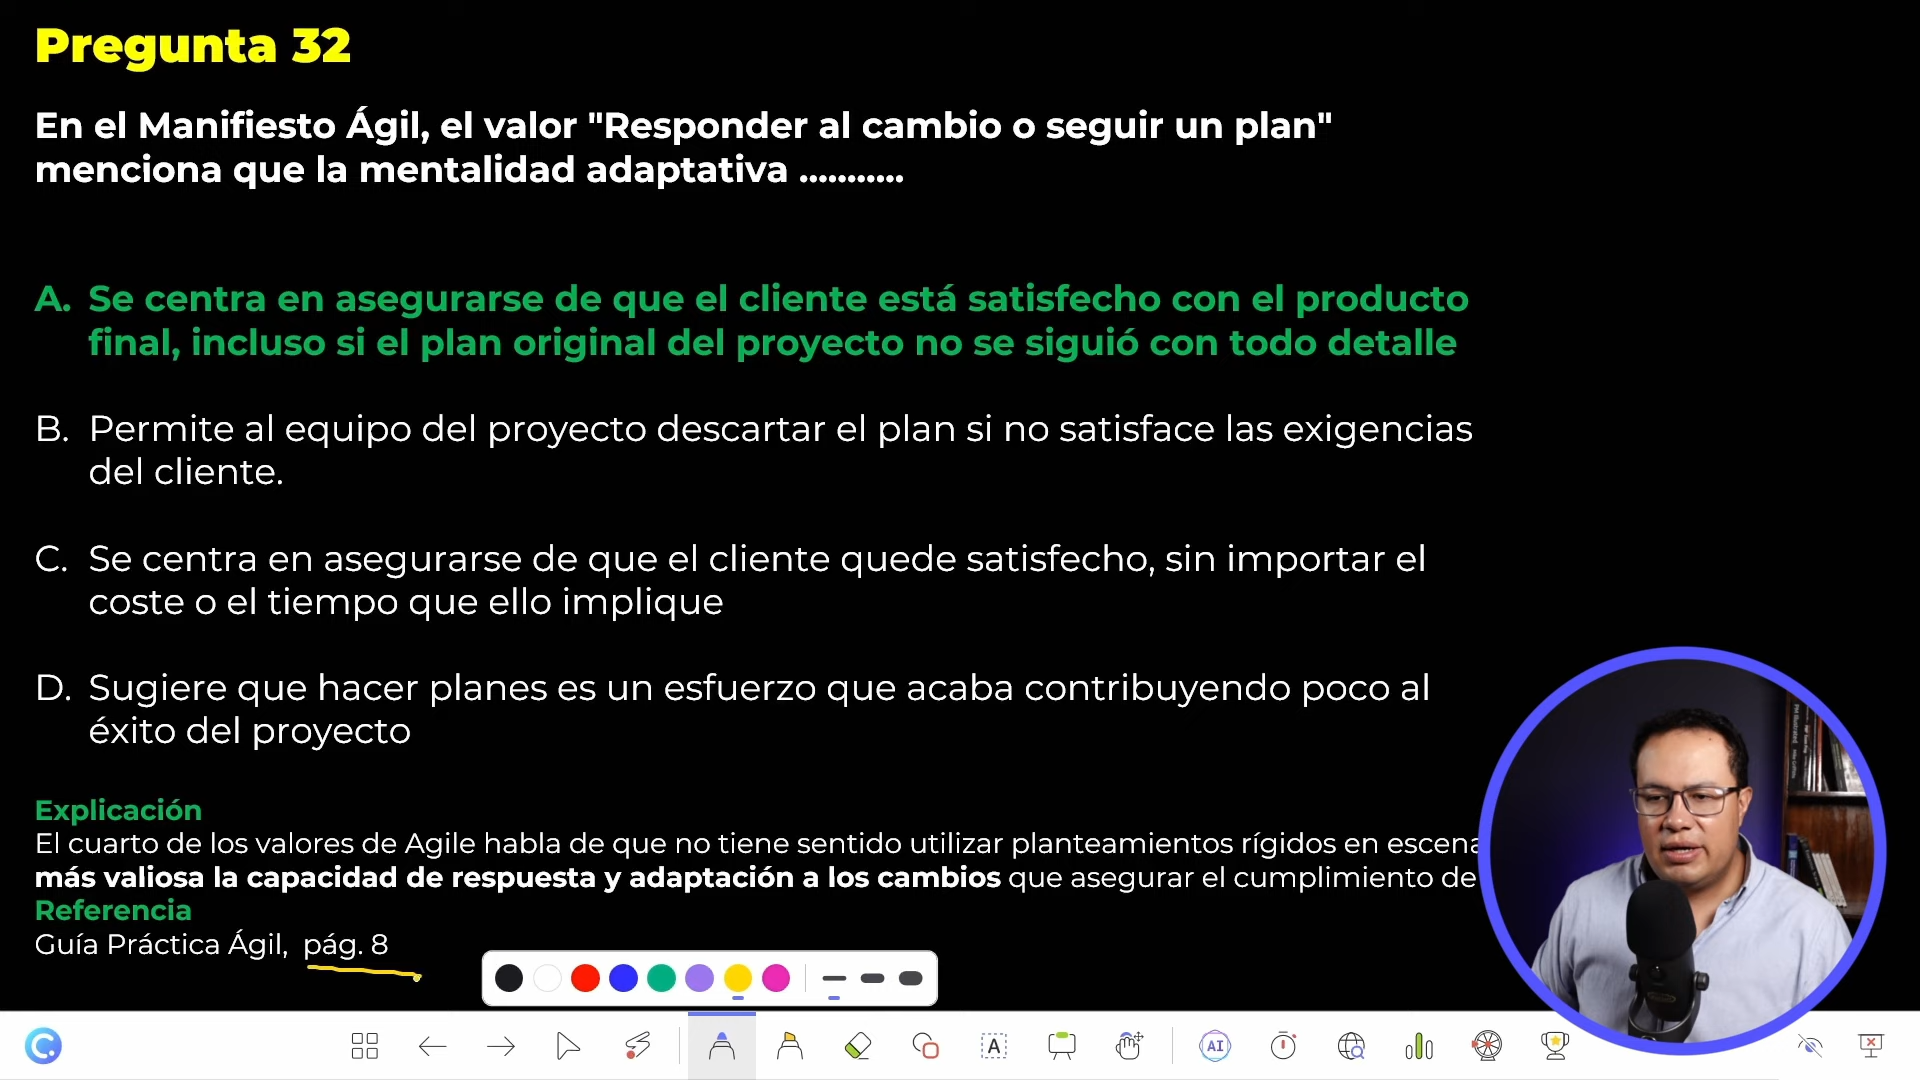 Pregunta 32
En el Manifiesto Ágil, el valor "Responder al cambio o seguir un plan"
menciona que la mentalidad adaptativa ...........
A. Se centra en asegurarse de que el cliente está satisfecho con el producto
final, incluso si el plan original del proyecto no se siguió con todo detalle
B. Permite al equipo del proyecto descartar el plan si no satisface las exigencias
del cliente.
C. Se centra en asegurarse de que el cliente quede satisfecho, sin importar el
coste o el tiempo que ello implique
D. Sugiere que hacer planes es un esfuerzo que acaba contribuyendo poco al
éxito del proyecto
Explicación
El cuarto de los valores de Agile habla de que no tiene sentido utilizar planteamientos rígidos en escena
más valiosa la capacidad de respuesta y adaptación a los cambios que asegurar el cumplimiento de
Referencia
Guía Práctica Ágil, pág. 8
A
AI